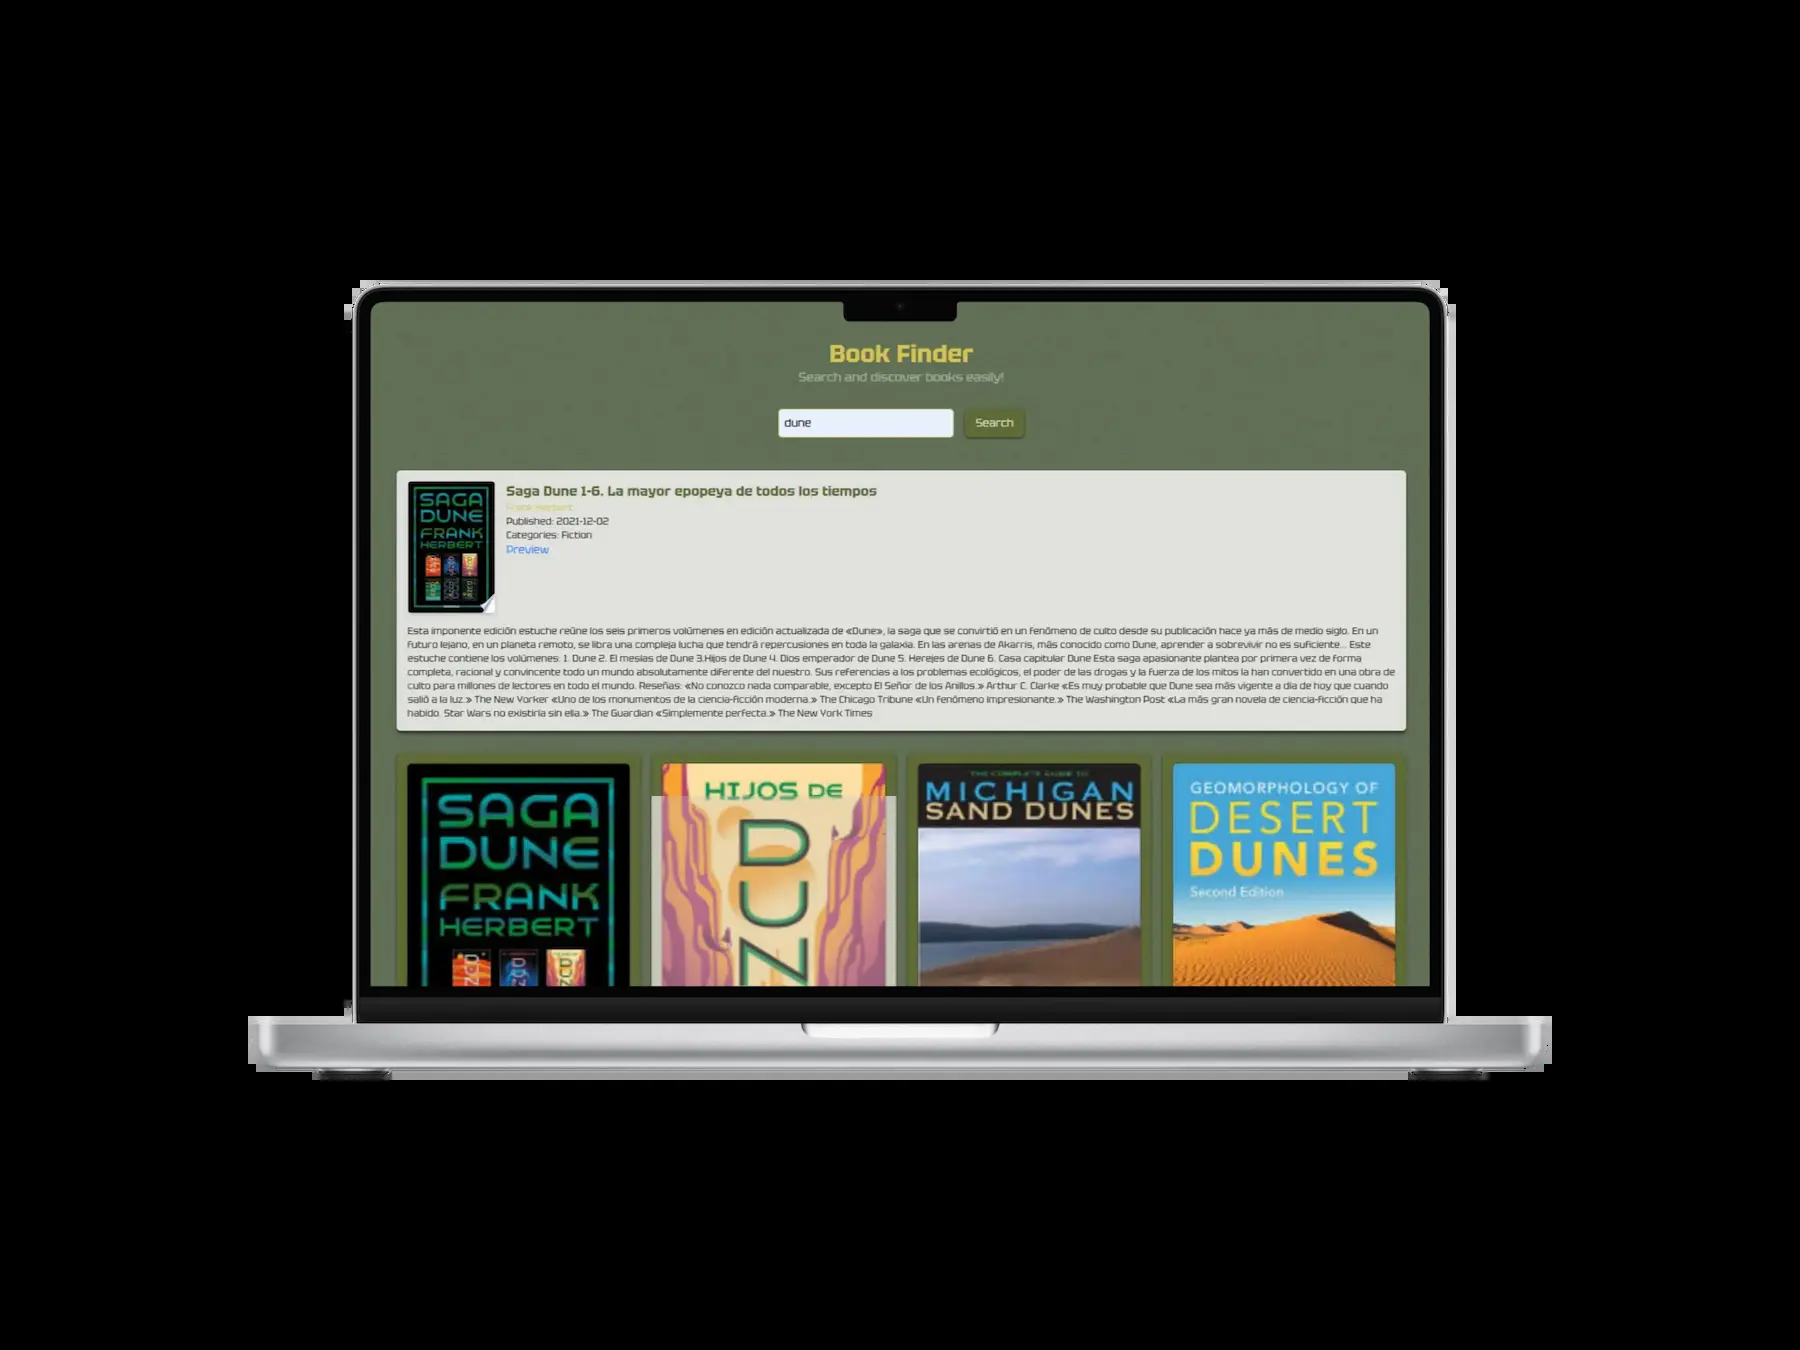 Book Finder
Search and discover books easily!
dune
Search
SAGA
DUNE
FRANK
HERBERT
Saga Dune 1-6. La mayor epopeya de todos los tiempos
Frank Herbert
Published: 2021-12-02
Categories: Fiction
Preview
Esta imponente edición estuche reúne los seis primeros volúmenes en edición actualizada de «Dune», la saga que se convirtió en un fenómeno de culto desde su publicación hace ya más de medio siglo. En un
futuro lejano, en un planeta remoto, se libra una compleja lucha que tendrá repercusiones en toda la galaxia. En las arenas de Akarris, más conocido como Dune, aprender a sobrevivir no es suficiente... Este
estuche contiene los volúmenes: 1. Dune 2. El mesías de Dune 3.Hijos de Dune 4. Dios emperador de Dune 5. Herejes de Dune 6. Casa capitular Dune Esta saga apasionante plantea por primera vez de forma
completa, racional y convincente todo un mundo absolutamente diferente del nuestro. Sus referencias a los problemas ecológicos, el poder de las drogas y la fuerza de los mitos la han convertido en una obra de
culto para millones de lectores en todo el mundo. Reseñas: «No conozco nada comparable, excepto El Señor de los Anillos.» Arthur C. Clarke «Es muy probable que Dune sea más vigente a día de hoy que cuando
salió a la luz.» The New Yorker «Uno de los monumentos de la ciencia-ficción moderna.» The Chicago Tribune «Un fenómeno impresionante.» The Washington Post «La más gran novela de ciencia-ficción que ha
habido. Star Wars no existiría sin ella.» The Guardian «Simplemente perfecta.» The New York Times
SAGA
DUNE
FRANK
HERBERT
HIJOS DE
DUN
THE COMPLETE GUIDE TO
MICHIGAN
SAND DUNES
GEOMORPHOLOGY OF
DESERT
DUNES
Second Edition